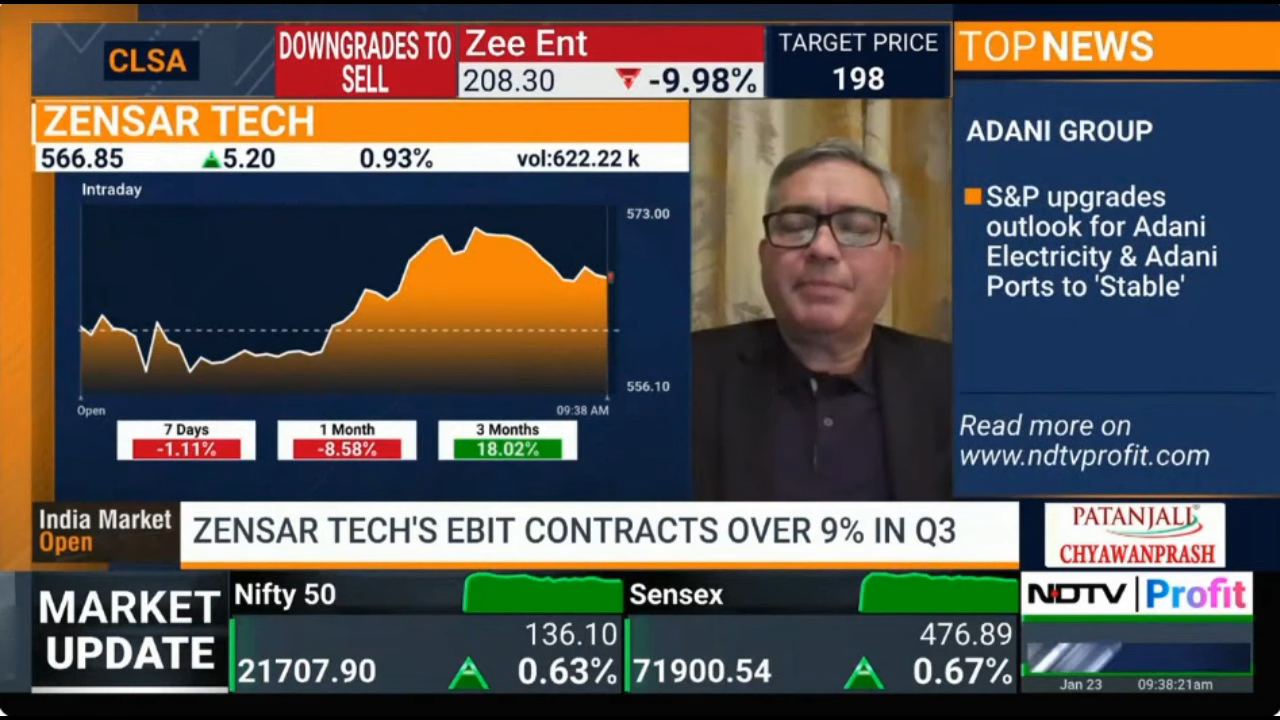 CLSA
DOWNGRADES TO
SELL
Zee Ent
208.30 -9.98%
TARGET PRICE
198
TOP NEWS
ZENSAR TECH
566.85 5.20 0.93% vol:622.22 k
Intraday
573.00
556.10
Open 09:38 AM
7 Days
-1.11%
1 Month
-8.58%
3 Months
18.02%
ADANI GROUP
S&P upgrades
outlook for Adani
Electricity & Adani
Ports to 'Stable'
Read more on
www.ndtvprofit.com
India Market
Open
ZENSAR TECH'S EBIT CONTRACTS OVER 9% IN Q3
PATANJALI
CHYAWANPRASH
MARKET
UPDATE
Nifty 50
136.10
21707.90 0.63%
Sensex
476.89
71900.54 0.67%
NDTV Profit
Jan 23 09:38:21am